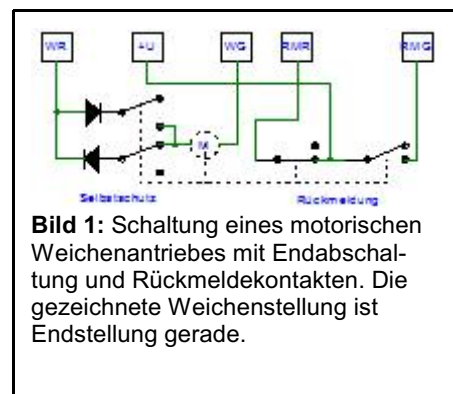 WR +U WG RMR RMG
M
Selbstschutz Rückmeldung
Bild 1: Schaltung eines motorischen
Weichenantriebes mit Endabschal-
tung und Rückmeldekontakten. Die
gezeichnete Weichenstellung ist
Endstellung gerade.